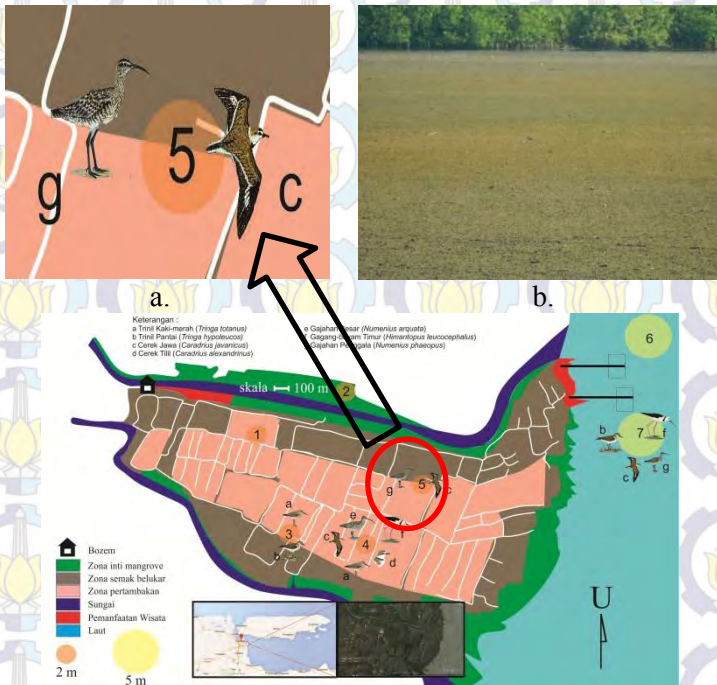 g
5
c
a.
b.
Keterangan :
a Trinil Kaki-merah (Tringa totanus)
b Trinil Pantai (Tringa hypoleucos)
c Cerek Jawa (Caradrius javanicus)
d Cerek Tilil (Caradrius alexandrinus)
e Gajahan Besar (Numenius arquata)
f Gagang-bayam Timur (Himantopus leucocephalus)
Gajahan Penggala (Numenius phaeopus)
skala 100 m
2
6
1
7
b
f
c
g
g
5
c
a
e
3
c
4
f
b
d
a
Bozem
Zona inti mangrove
Zona semak belukar
Zona pertambakan
Sungai
Pemanfaatan Wisata
Laut
2 m
5 m
U